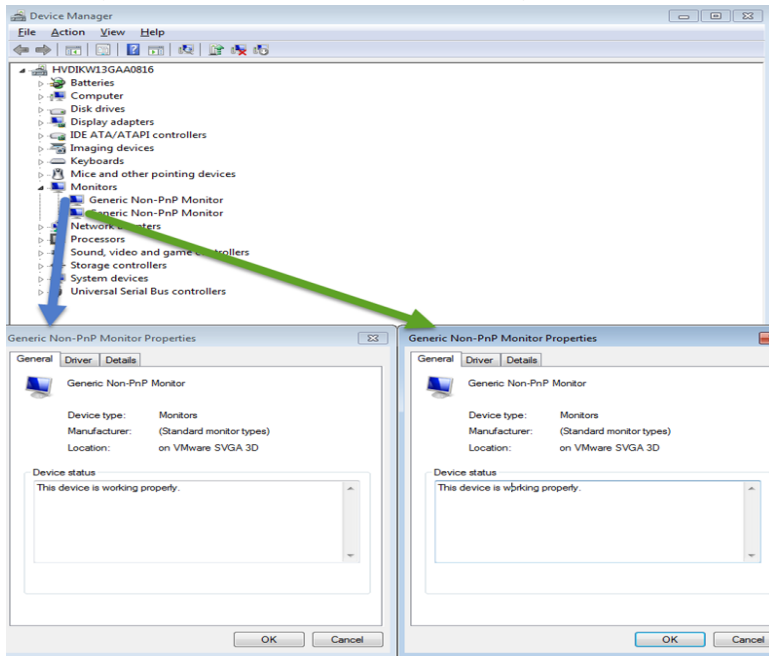 Device Manager
File Action View Help
HVDIKW13GAA0816
Batteries
Computer
Disk drives
Display adapters
IDE ATA/ATAPI controllers
Imaging devices
Keyboards
Mice and other pointing devices
Monitors
Generic Non-PnP Monitor
Generic Non-PnP Monitor
Network
Processors
Sound, video and game controllers
Storage controllers
System devices
Universal Serial Bus controllers
Generic Non-PnP Monitor Properties
General Driver Details
Generic Non-PnP Monitor
Device type: Monitors
Manufacturer: (Standard monitor types)
Location: on VMware SVGA 3D
Device status
This device is working properly.
OK Cancel
Generic Non-PnP Monitor Properties
General Driver Details
Generic Non-PnP Monitor
Device type: Monitors
Manufacturer: (Standard monitor types)
Location: on VMware SVGA 3D
Device status
This device is working properly.
OK Cancel